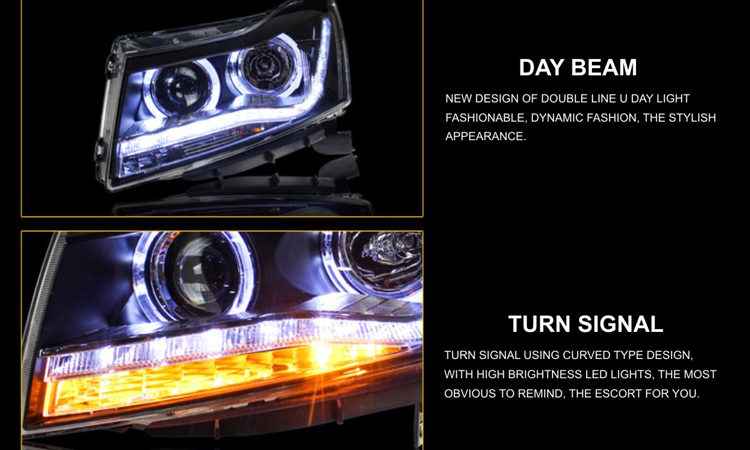 DAY BEAM
NEW DESIGN OF DOUBLE LINE U DAY LIGHT
FASHIONABLE, DYNAMIC FASHION, THE STYLISH
APPEARANCE.
TURN SIGNAL
TURN SIGNAL USING CURVED TYPE DESIGN,
WITH HIGH BRIGHTNESS LED LIGHTS, THE MOST
OBVIOUS TO REMIND, THE ESCORT FOR YOU.